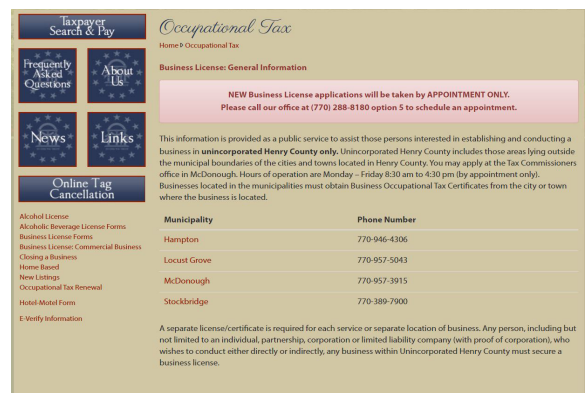 Taxpayer
Search & Pay
Frequently
Asked
Questions
About
Us
News
Links
Online Tag
Cancellation
Alcohol License
Alcoholic Beverage License Forms
Business License Forms
Business License: Commercial Business
Closing a Business
Home Based
New Listings
Occupational Tax Renewal
Hotel-Motel Form
E-Verify Information
Occupational Tax
Home Occupational Tax
Business License: General Information
NEW Business License applications will be taken by APPOINTMENT ONLY.
Please call our office at (770) 288-8180 option 5 to schedule an appointment.
This information is provided as a public service to assist those persons interested in establishing and conducting a
business in unincorporated Henry County only. Unincorporated Henry County includes those areas lying outside
the municipal boundaries of the cities and towns located in Henry County. You may apply at the Tax Commissioners
office in McDonough. Hours of operation are Monday – Friday 8:30 am to 4:30 pm (by appointment only).
Businesses located in the municipalities must obtain Business Occupational Tax Certificates from the city or town
where the business is located.
Municipality Phone Number
Hampton 770-946-4306
Locust Grove 770-957-5043
McDonough 770-957-3915
Stockbridge 770-389-7900
A separate license/certificate is required for each service or separate location of business. Any person, including but
not limited to an individual, partnership, corporation or limited liability company (with proof of corporation), who
wishes to conduct either directly or indirectly, any business within Unincorporated Henry County must secure a
business license.